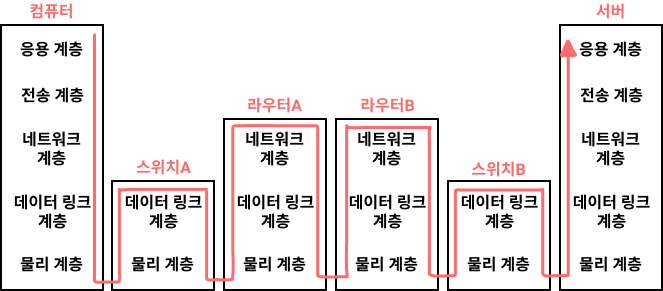 컴퓨터
응용 계층
전송 계층
네트워크
계층
데이터 링크
계층
물리 계층
스위치A
데이터 링크
계층
물리 계층
라우터A
네트워크
계층
데이터 링크
계층
물리 계층
라우터B
네트워크
계층
데이터 링크
계층
물리 계층
스위치B
데이터 링크
계층
물리 계층
서버
응용 계층
전송 계층
네트워크
계층
데이터 링크
계층
물리 계층